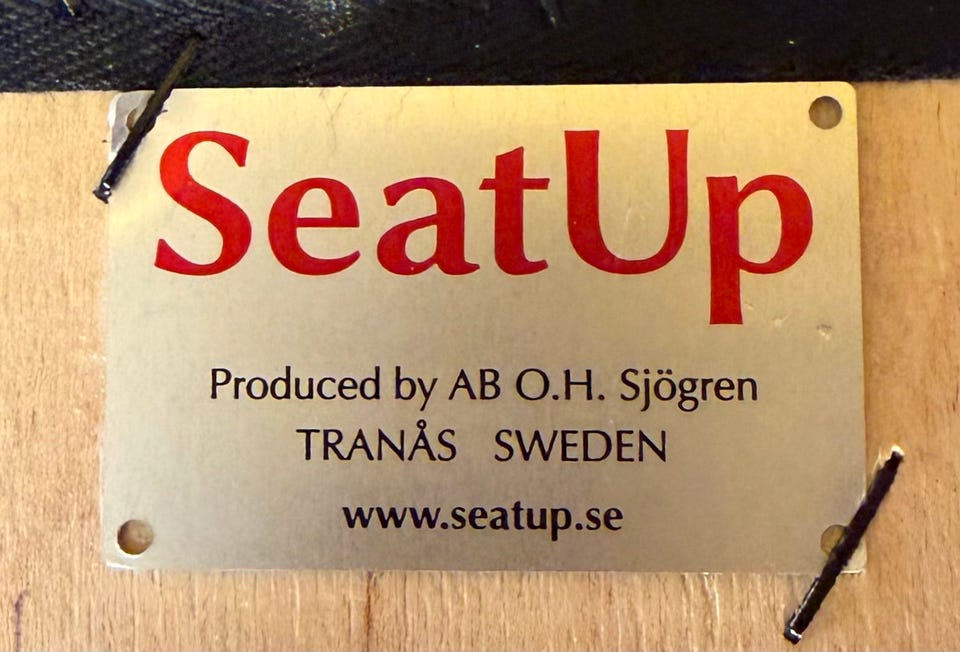 SeatUp
Produced by AB O.H. Sjögren
TRANÅS SWEDEN
www.seatup.se